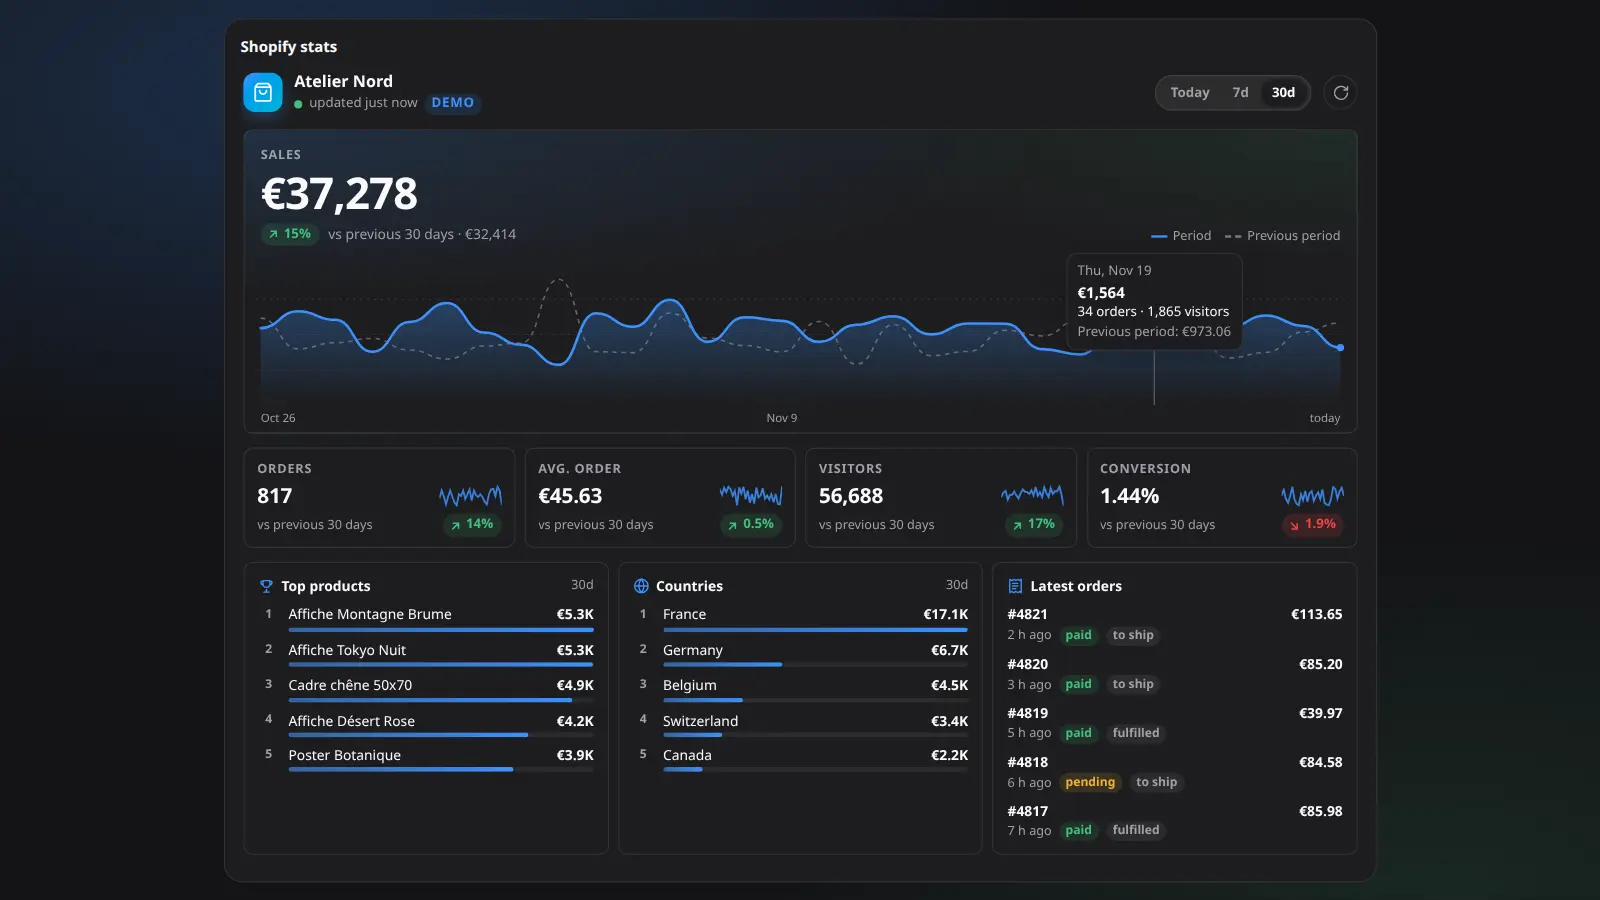 Shopify stats
Atelier Nord
updated just now DEMO
Today 7d 30d
SALES
€37,278
15% vs previous 30 days · €32,414
Period Previous period
Thu, Nov 19
€1,564
34 orders · 1,865 visitors
Previous period: €973.06
Oct 26 Nov 9 today
ORDERS
817
vs previous 30 days 14%
AVG. ORDER
€45.63
vs previous 30 days 0.5%
VISITORS
56,688
vs previous 30 days 17%
CONVERSION
1.44%
vs previous 30 days 1.9%
Top products 30d
1 Affiche Montagne Brume €5.3K
2 Affiche Tokyo Nuit €5.3K
3 Cadre chêne 50x70 €4.9K
4 Affiche Désert Rose €4.2K
5 Poster Botanique €3.9K
Countries 30d
1 France €17.1K
2 Germany €6.7K
3 Belgium €4.5K
4 Switzerland €3.4K
5 Canada €2.2K
Latest orders
#4821 €113.65
2 h ago paid to ship
#4820 €85.20
3 h ago paid to ship
#4819 €39.97
5 h ago paid fulfilled
#4818 €84.58
6 h ago pending to ship
#4817 €85.98
7 h ago paid fulfilled